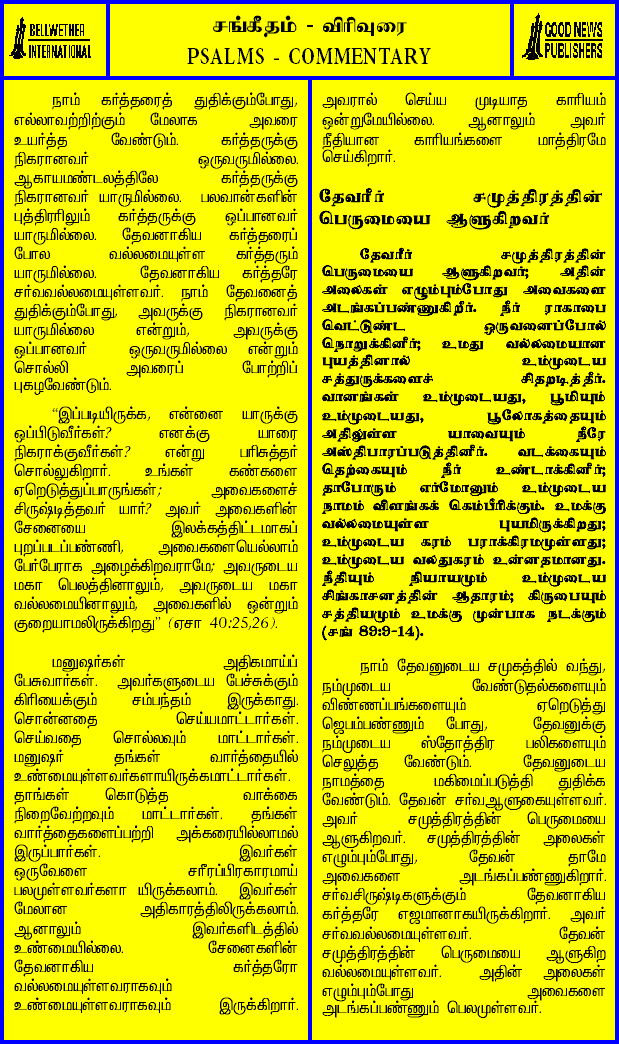 BELLWETHER
INTERNATIONAL
சங்கீதம் - விரிவுரை
PSALMS - COMMENTARY
GOOD NEWS
PUBLISHERS
நாம் கர்த்தரைத் துதிக்கும்போது,
எல்லாவற்றிற்கும் மேலாக அவரை
உயர்த்த வேண்டும். கர்த்தருக்கு
நிகரானவர் ஒருவருமில்லை.
ஆகாயமண்டலத்திலே கர்த்தருக்கு
நிகரானவர் யாருமில்லை. பலவான்களின்
புத்திரரிலும் கர்த்தருக்கு ஒப்பானவர்
யாருமில்லை. தேவனாகிய கர்த்தரைப்
போல வல்லமையுள்ள கர்த்தரும்
யாருமில்லை. தேவனாகிய கர்த்தரே
சர்வவல்லமையுள்ளவர். நாம் தேவனைத்
துதிக்கும்போது, அவருக்கு நிகரானவர்
யாருமில்லை என்றும், அவருக்கு
ஒப்பானவர் ஒருவருமில்லை என்றும்
சொல்லி அவரைப் போற்றிப்
புகழவேண்டும்.
“இப்படியிருக்க, என்னை யாருக்கு
ஒப்பிடுவீர்கள்? எனக்கு யாரை
நிகராக்குவீர்கள்? என்று பரிசுத்தர்
சொல்லுகிறார். உங்கள் கண்களை
ஏறெடுத்துப்பாருங்கள்; அவைகளைச்
சிருஷ்டித்தவர் யார்? அவர் அவைகளின்
சேனையை இலக்கத்திட்டமாகப்
புறப்படப்பண்ணி, அவைகளையெல்லாம்
பேர்பேராக அழைக்கிறவராமே; அவருடைய
மகா பெலத்தினாலும், அவருடைய மகா
வல்லமையினாலும், அவைகளில் ஒன்றும்
குறையாமலிருக்கிறது” (ஏசா 40:25,26).
மனுஷர்கள் அதிகமாய்ப்
பேசுவார்கள். அவர்களுடைய பேச்சுக்கும்
கிரியைக்கும் சம்பந்தம் இருக்காது.
சொன்னதை செய்யமாட்டார்கள்.
செய்வதை சொல்லவும் மாட்டார்கள்.
மனுஷர் தங்கள் வார்த்தையில்
உண்மையுள்ளவர்களாயிருக்கமாட்டார்கள்.
தாங்கள் கொடுத்த வாக்கை
நிறைவேற்றவும் மாட்டார்கள். தங்கள்
வார்த்தைகளைப்பற்றி அக்கரையில்லாமல்
இருப்பார்கள். இவர்கள்
ஒருவேளை சரீரப்பிரகாரமாய்
பலமுள்ளவர்களா யிருக்கலாம். இவர்கள்
மேலான அதிகாரத்திலிருக்கலாம்.
ஆனாலும் இவர்களிடத்தில்
உண்மையில்லை. சேனைகளின்
தேவனாகிய கர்த்தரோ
வல்லமையுள்ளவராகவும்
உண்மையுள்ளவராகவும் இருக்கிறார்.
அவரால் செய்ய முடியாத காரியம்
ஒன்றுமேயில்லை. ஆனாலும் அவர்
நீதியான காரியங்களை மாத்திரமே
செய்கிறார்.
தேவரீர் சமுத்திரத்தின்
பெருமையை ஆளுகிறவர்
தேவரீர் சமுத்திரத்தின்
பெருமையை ஆளுகிறவர்; அதின்
அலைகள் எழும்பும்போது அவைகளை
அடங்கப்பண்ணுகிறீர். நீர் ராகாபை
வெட்டுண்ட ஒருவனைப்போல்
நொறுக்கினீர்; உமது வல்லமையான
புயத்தினால் உம்முடைய
சத்துருக்களைச் சிதறடித்தீர்.
வானங்கள் உம்முடையது, பூமியும்
உம்முடையது, பூலோகத்தையும்
அதிலுள்ள யாவையும் நீரே
அஸ்திபாரப்படுத்தினீர். வடக்கையும்
தெற்கையும் நீர் உண்டாக்கினீர்;
தாபோரும் எர்மோனும் உம்முடைய
நாமம் விளங்கக் கெம்பீரிக்கும். உமக்கு
வல்லமையுள்ள புயமிருக்கிறது;
உம்முடைய கரம் பராக்கிரமமுள்ளது;
உம்முடைய வலதுகரம் உன்னதமானது.
நீதியும் நியாயமும் உம்முடைய
சிங்காசனத்தின் ஆதாரம்; கிருபையும்
சத்தியமும் உமக்கு முன்பாக நடக்கும்
(சங் 89:9-14).
நாம் தேவனுடைய சமுகத்தில் வந்து,
நம்முடைய வேண்டுதல்களையும்
விண்ணப்பங்களையும் ஏறெடுத்து
ஜெபம்பண்ணும் போது, தேவனுக்கு
நம்முடைய ஸ்தோத்திர பலிகளையும்
செலுத்த வேண்டும். தேவனுடைய
நாமத்தை மகிமைப்படுத்தி துதிக்க
வேண்டும். தேவன் சர்வஆளுகையுள்ளவர்.
அவர் சமுத்திரத்தின் பெருமையை
ஆளுகிறவர். சமுத்திரத்தின் அலைகள்
எழும்பும்போது, தேவன் தாமே
அவைகளை அடங்கப்பண்ணுகிறார்.
சர்வசிருஷ்டிகளுக்கும் தேவனாகிய
கர்த்தரே எஜமானாகயிருக்கிறார். அவர்
சர்வவல்லமையுள்ளவர். தேவன்
சமுத்திரத்தின் பெருமையை ஆளுகிற
வல்லமையுள்ளவர். அதின் அலைகள்
எழும்பும்போது அவைகளை
அடங்கப்பண்ணும் பெலமுள்ளவர்.